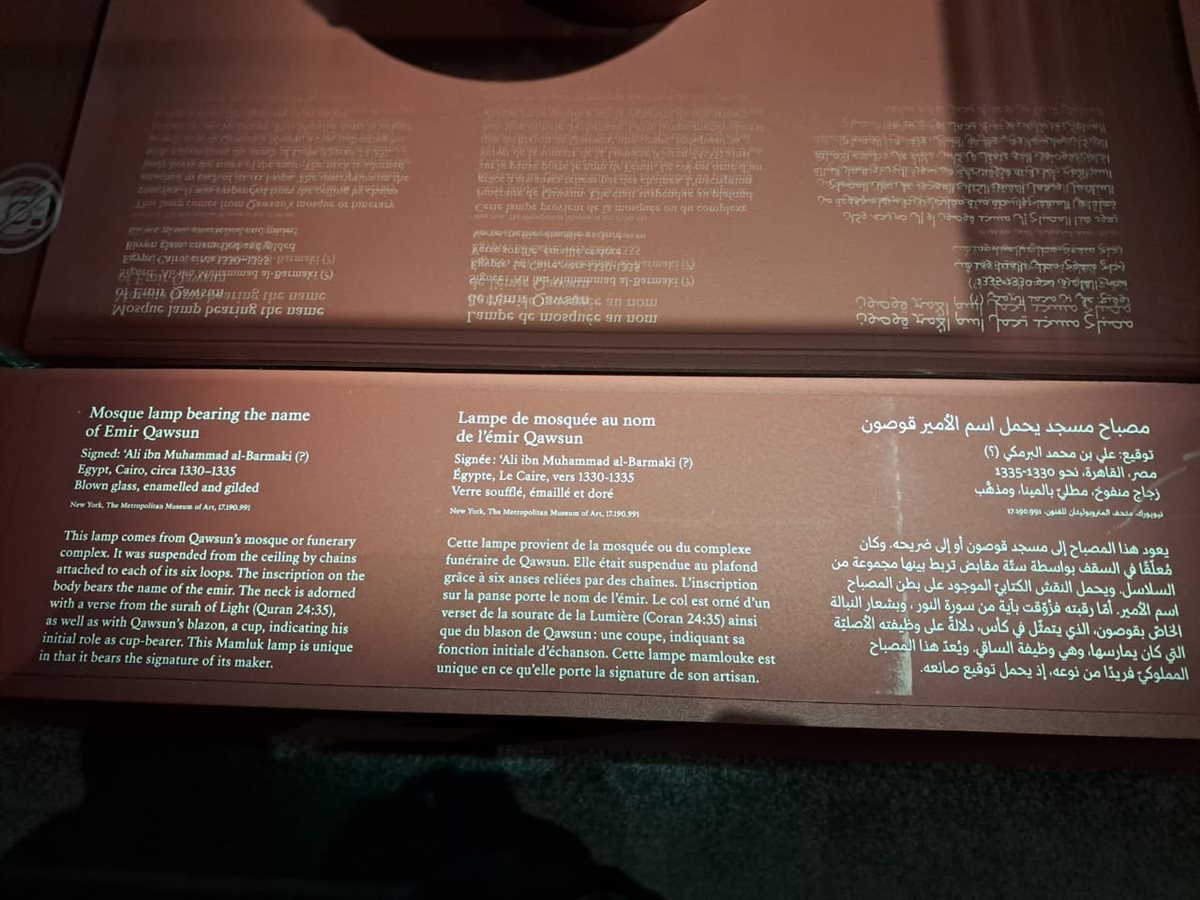 Mosque lamp bearing the name
of Emir Qawsun
Signed: ‘Ali ibn Muhammad al-Barmaki (?)
Egypt, Cairo, circa 1330–1335
Blown glass, enamelled and gilded
New York, The Metropolitan Museum of Art, 17.190.991
This lamp comes from Qawsun’s mosque or funerary
complex. It was suspended from the ceiling by chains
attached to each of its six loops. The inscription on the
body bears the name of the emir. The neck is adorned
with a verse from the surah of Light (Quran 24:35),
as well as with Qawsun’s blazon, a cup, indicating his
initial role as cup-bearer. This Mamluk lamp is unique
in that it bears the signature of its maker.
Lampe de mosquée au nom
de l’émir Qawsun
Signée : ‘Ali ibn Muhammad al-Barmaki (?)
Égypte, Le Caire, vers 1330-1335
Verre soufflé, émaillé et doré
New York, The Metropolitan Museum of Art, 17.190.991
Cette lampe provient de la mosquée ou du complexe
funéraire de Qawsun. Elle était suspendue au plafond
grâce à six anses reliées par des chaînes. L’inscription
sur la panse porte le nom de l’émir. Le col est orné d’un
verset de la sourate de la Lumière (Coran 24:35) ainsi
que du blason de Qawsun : une coupe, indiquant sa
fonction initiale d’échanson. Cette lampe mamlouke est
unique en ce qu’elle porte la signature de son artisan.
مصباح مسجد يحمل اسم الأمير قوصون
توقيع: علي بن محمد البرمكي (؟)
مصر، القاهرة، نحو 1330-1335
زجاج منفوخ، مطليّ بالمينا، ومذهَّب
نيويورك، متحف المتروبوليتان للفنون، 17.190.991
يعود هذا المصباح إلى مسجد قوصون أو إلى ضريحه. وكان
مُعلّقًا في السقف بواسطة ستّة مقابض تربط بينها مجموعة من
السلاسل. ويحمل النقش الكتابيّ الموجود على بطن المصباح
اسم الأمير. أمّا رقبته فزُوّقت بآية من سورة النور، وبشعار النبالة
الخاصّ بقوصون، الذي يتمثّل في كأس، دلالةً على وظيفته الأصليّة
التي كان يمارسها، وهي وظيفة الساقي. ويُعدّ هذا المصباح
المملوكيّ فريدًا من نوعه، إذ يحمل توقيع صانعه.